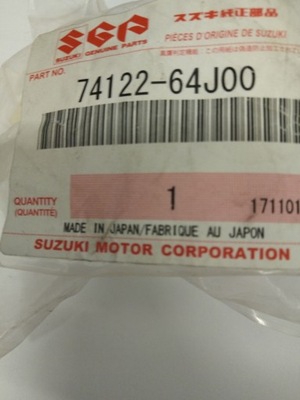 SGP
スズキ純正部品
SUZUKI GENUINE PARTS
PIÈCES D'ORIGINE DE SUZUKI
PART NO.
74122-64J00
QUANTITY
(QUANTITÉ)
1
171101
MADE IN JAPAN/FABRIQUE AU JAPON
SUZUKI MOTOR CORPORATION